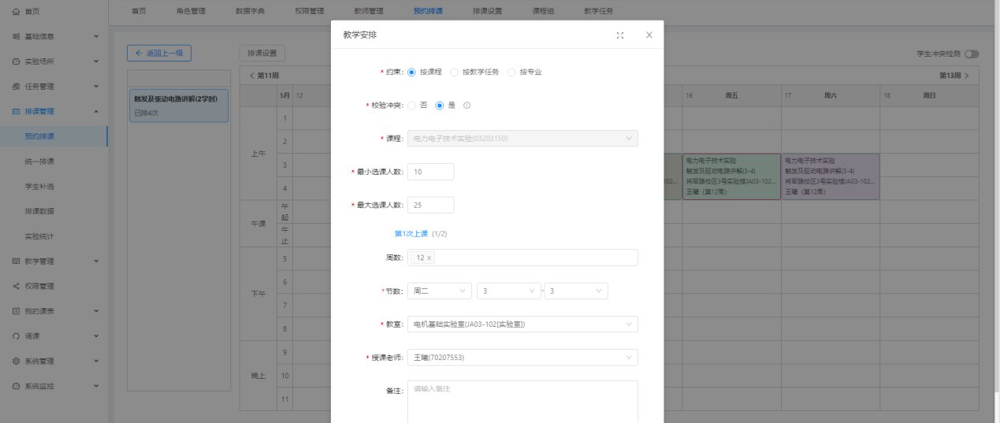 首页
基础信息
实验场所
任务管理
排课管理
预约排课
统一排课
学生补选
排课数据
实验统计
教学管理
权限管理
我的课表
调课
系统管理
系统监控
首页 角色管理 数据字典 权限管理 教师管理 预约排课 排课设置 课程组 教学任务
← 返回上一级
排课设置
学生冲突检测
触发及驱动电路讲解(2学时)
已排4次
< 第11周
第13周 >
5月 12
16 周五
17 周六
18 周日
上午
1
2
3
4
午课
午起
午止
下午
5
6
7
8
晚上
9
10
11
102...
电力电子技术实验
触发及驱动电路讲解(3-4)
将军路校区3号实验楼JA03-102...
王曦（第12周）
电力电子技术实验
触发及驱动电路讲解(3-4)
将军路校区3号实验楼JA03-102...
王曦（第12周）
教学安排
* 约束: 按课程 按教学任务 按专业
* 校验冲突: 否 是
* 课程: 电力电子技术实验(03203150)
* 最小选课人数: 10
* 最大选课人数: 25
第1次上课 (1/2)
周数: 12 ×
*节数: 周二 3 - 3
* 教室: 电机基础实验室(JA03-102[实验室])
* 授课老师: 王曦(70207553)
备注: 请输入备注